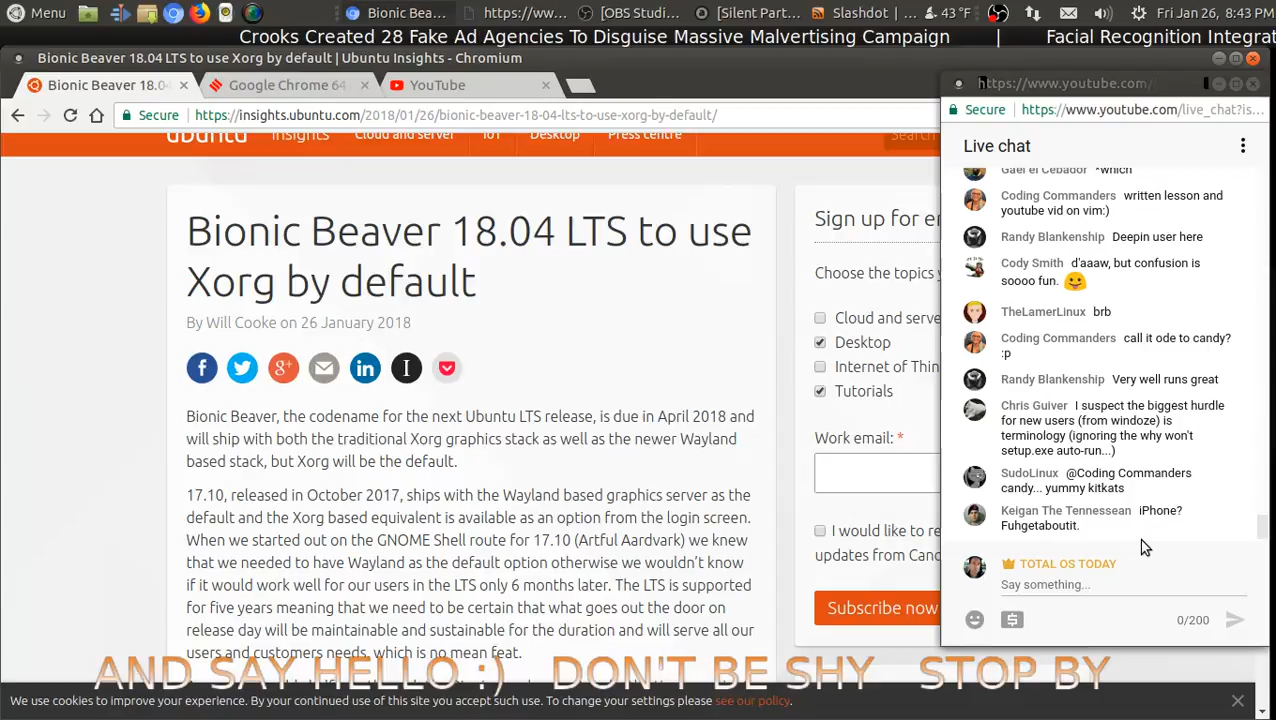 Menu
Bionic Bea...
https://www...
[OBS Studi...
[Silent Part...
Slashdot | ...
43 °F
Fri Jan 26, 8:43 PM
Crooks Created 28 Fake Ad Agencies To Disguise Massive Malvertising Campaign | Facial Recognition Integrat
Bionic Beaver 18.04 LTS to use Xorg by default | Ubuntu Insights - Chromium
Bionic Beaver 18.0
Google Chrome 64
YouTube
Secure
https://insights.ubuntu.com/2018/01/26/bionic-beaver-18-04-lts-to-use-xorg-by-default/
ubuntu insights
Cloud and server
IoT
Desktop
Press centre
Search
Bionic Beaver 18.04 LTS to use
Xorg by default
By Will Cooke on 26 January 2018
Bionic Beaver, the codename for the next Ubuntu LTS release, is due in April 2018 and
will ship with both the traditional Xorg graphics stack as well as the newer Wayland
based stack, but Xorg will be the default.
17.10, released in October 2017, ships with the Wayland based graphics server as the
default and the Xorg based equivalent is available as an option from the login screen.
When we started out on the GNOME Shell route for 17.10 (Artful Aardvark) we knew
that we needed to have Wayland as the default option otherwise we wouldn't know
if it would work well for our users in the LTS only 6 months later. The LTS is supported
for five years meaning that we need to be certain that what goes out the door on
release day will be maintainable and sustainable for the duration and will serve all our
users and customers needs, which is no mean feat.
Sign up for e
Choose the topics
Cloud and serve
Desktop
Internet of Thin
Tutorials
Work email: *
I would like to re
updates from Cano
Subscribe now
https://www.youtube.com/
Secure
https://www.youtube.com/live_chat?is...
Live chat
Gael el Cebador *which
Coding Commanders written lesson and
youtube vid on vim:)
Randy Blankenship Deepin user here
Cody Smith d'aaaw, but confusion is
soooo fun.
TheLamerLinux brb
Coding Commanders call it ode to candy?
:p
Randy Blankenship Very well runs great
Chris Guiver I suspect the biggest hurdle
for new users (from windoze) is
terminology (ignoring the why won't
setup.exe auto-run...)
SudoLinux @Coding Commanders
candy... yummy kitkats
Keigan The Tennessean iPhone?
Fuhgetaboutit.
TOTAL OS TODAY
Say something...
0/200
AND SAY HELLO :) DON'T BE SHY STOP BY
We use cookies to improve your experience. By your continued use of this site you accept such use. To change your settings please see our policy.